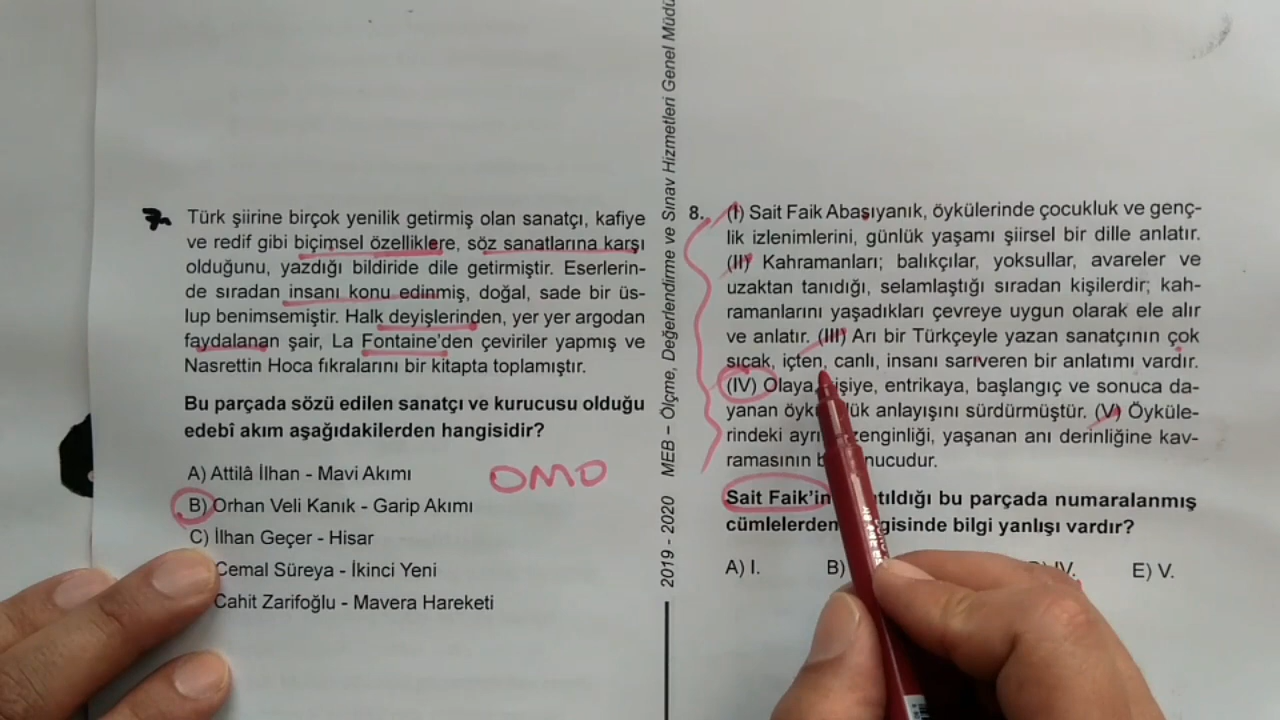 7.
Türk şiirine birçok yenilik getirmiş olan sanatçı, kafiye
ve redif gibi biçimsel özelliklere, söz sanatlarına karşı
olduğunu, yazdığı bildiride dile getirmiştir. Eserlerin-
de sıradan insanı konu edinmiş, doğal, sade bir üs-
lup benimsemiştir. Halk deyişlerinden, yer yer argodan
faydalanan şair, La Fontaine'den çeviriler yapmış ve
Nasrettin Hoca fıkralarını bir kitapta toplamıştır.
Bu parçada sözü edilen sanatçı ve kurucusu olduğu
edebî akım aşağıdakilerden hangisidir?
A) Attilâ İlhan - Mavi Akımı
OMO
B) Orhan Veli Kanık - Garip Akımı
C) İlhan Geçer - Hisar
Cemal Süreya - İkinci Yeni
Cahit Zarifoğlu - Mavera Hareketi
2019 - 2020 MEB – Ölçme, Değerlendirme ve Sınav Hizmetleri Genel Müdü
8. (I) Sait Faik Abasıyanık, öykülerinde çocukluk ve genç-
lik izlenimlerini, günlük yaşamı şiirsel bir dille anlatır.
(II) Kahramanları; balıkçılar, yoksullar, avareler ve
uzaktan tanıdığı, selamlaştığı sıradan kişilerdir; kah-
ramanlarını yaşadıkları çevreye uygun olarak ele alır
ve anlatır. (III) Arı bir Türkçeyle yazan sanatçının çok
sıcak, içten, canlı, insanı sarıveren bir anlatımı vardır.
(IV) Olaya, kişiye, entrikaya, başlangıç ve sonuca da-
yanan öykücülük anlayışını sürdürmüştür. (V) Öyküle-
rindeki ayrı zenginliği, yaşanan anı derinliğine kav-
ramasının nucudur.
Sait Faik'in tıldığı bu parçada numaralanmış
cümlelerden gisinde bilgi yanlışı vardır?
A) I.
B)
IV.
E) V.